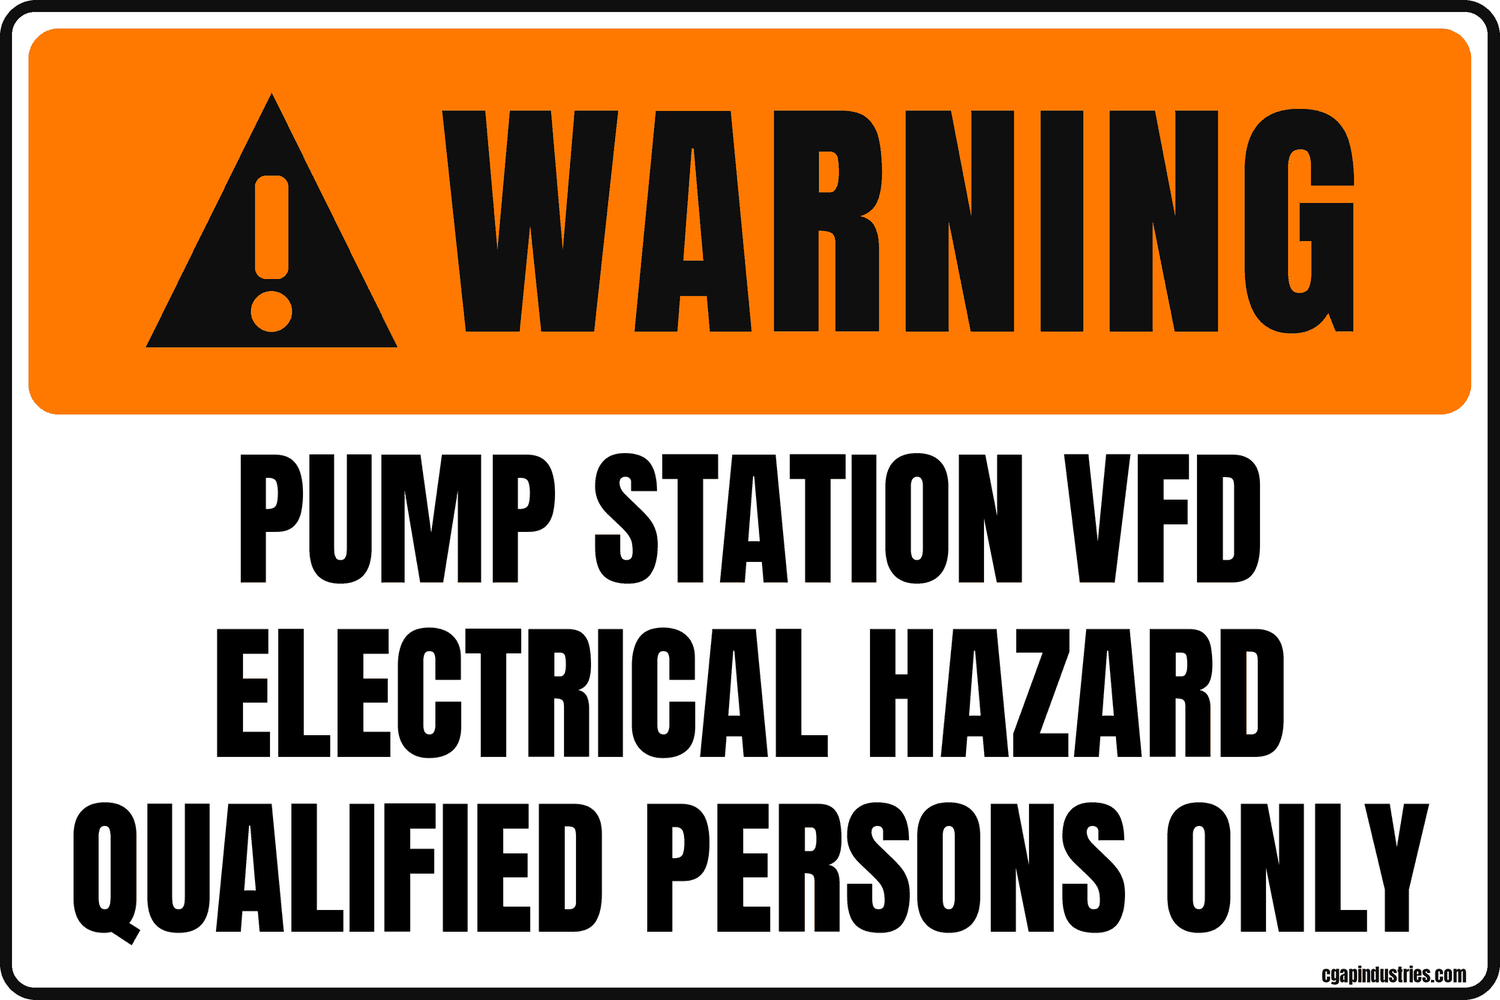 WARNING
PUMP STATION VFD
ELECTRICAL HAZARD
QUALIFIED PERSONS ONLY
cgapindustries.com